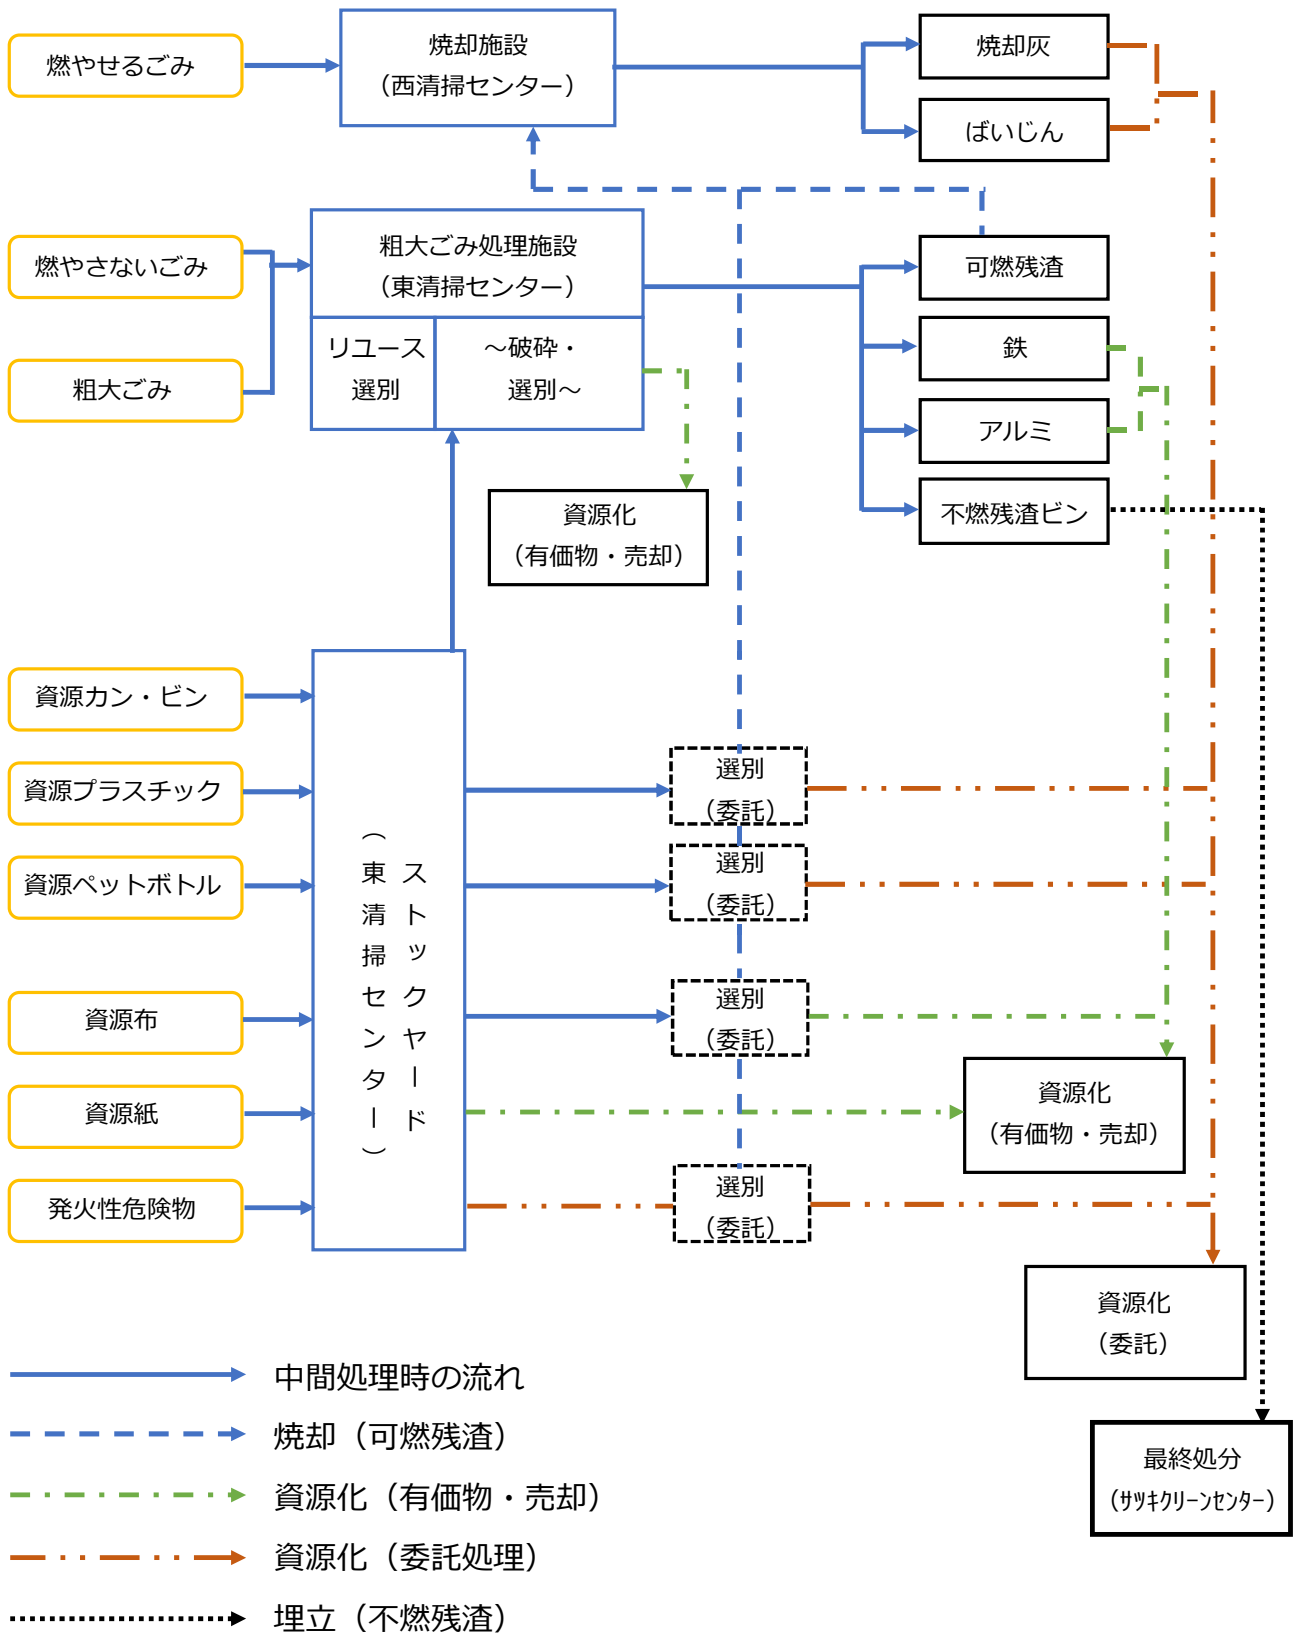 燃やせるごみ
焼却施設
（西清掃センター）
焼却灰
ばいじん
燃やさないごみ
粗大ごみ
粗大ごみ処理施設
（東清掃センター）
リユース
選別
～破砕・
選別～
可燃残渣
鉄
アルミ
不燃残渣ビン
資源化
（有価物・売却）
資源カン・ビン
資源プラスチック
資源ペットボトル
資源布
資源紙
発火性危険物
ストックヤード
（東清掃センター）
選別
（委託）
選別
（委託）
選別
（委託）
選別
（委託）
資源化
（有価物・売却）
資源化
（委託）
最終処分
（ｻﾂｷｸﾘｰﾝｾﾝﾀｰ）
中間処理時の流れ
焼却（可燃残渣）
資源化（有価物・売却）
資源化（委託処理）
埋立（不燃残渣）